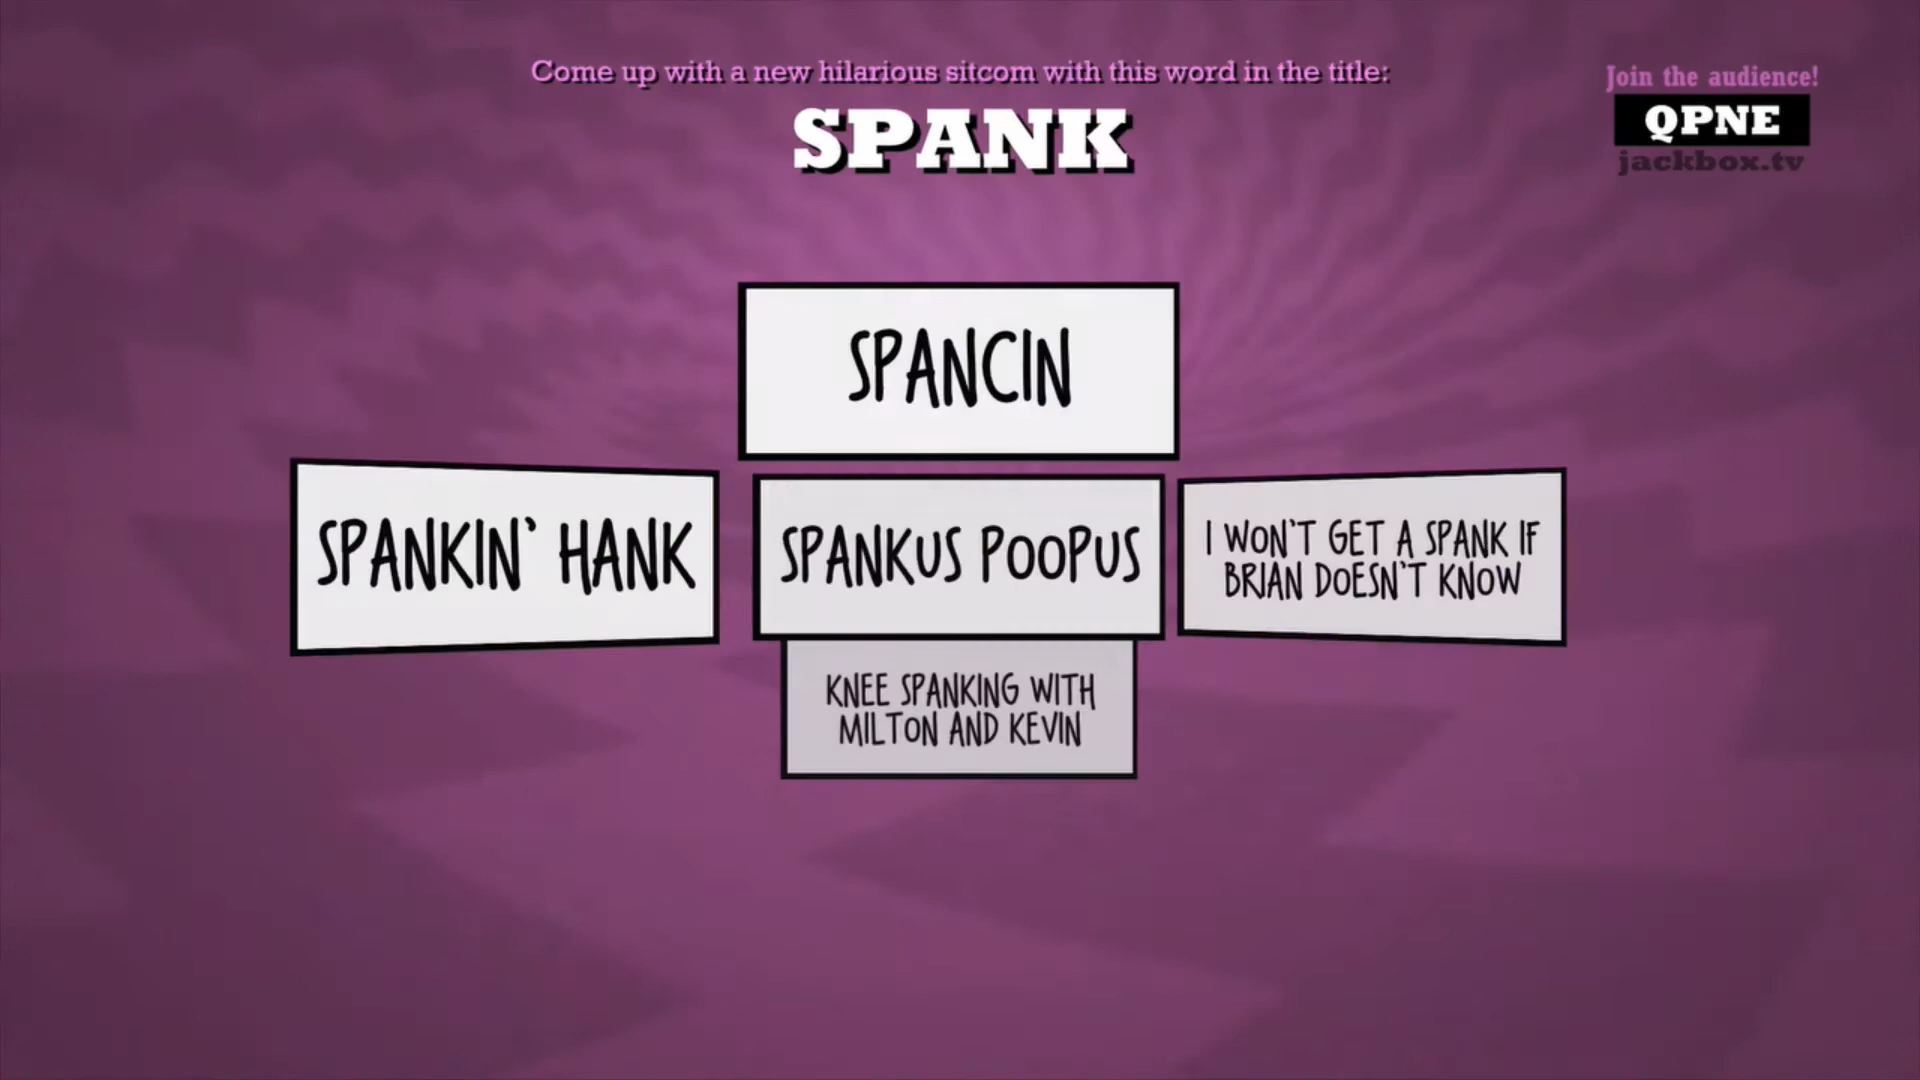 Come up with a new hilarious sitcom with this word in the title:
SPANK
Join the audience!
QPNE
jackbox.tv
SPANCIN
SPANKIN' HANK
SPANKUS POOPUS
I WON'T GET A SPANK IF
BRIAN DOESN'T KNOW
KNEE SPANKING WITH
MILTON AND KEVIN